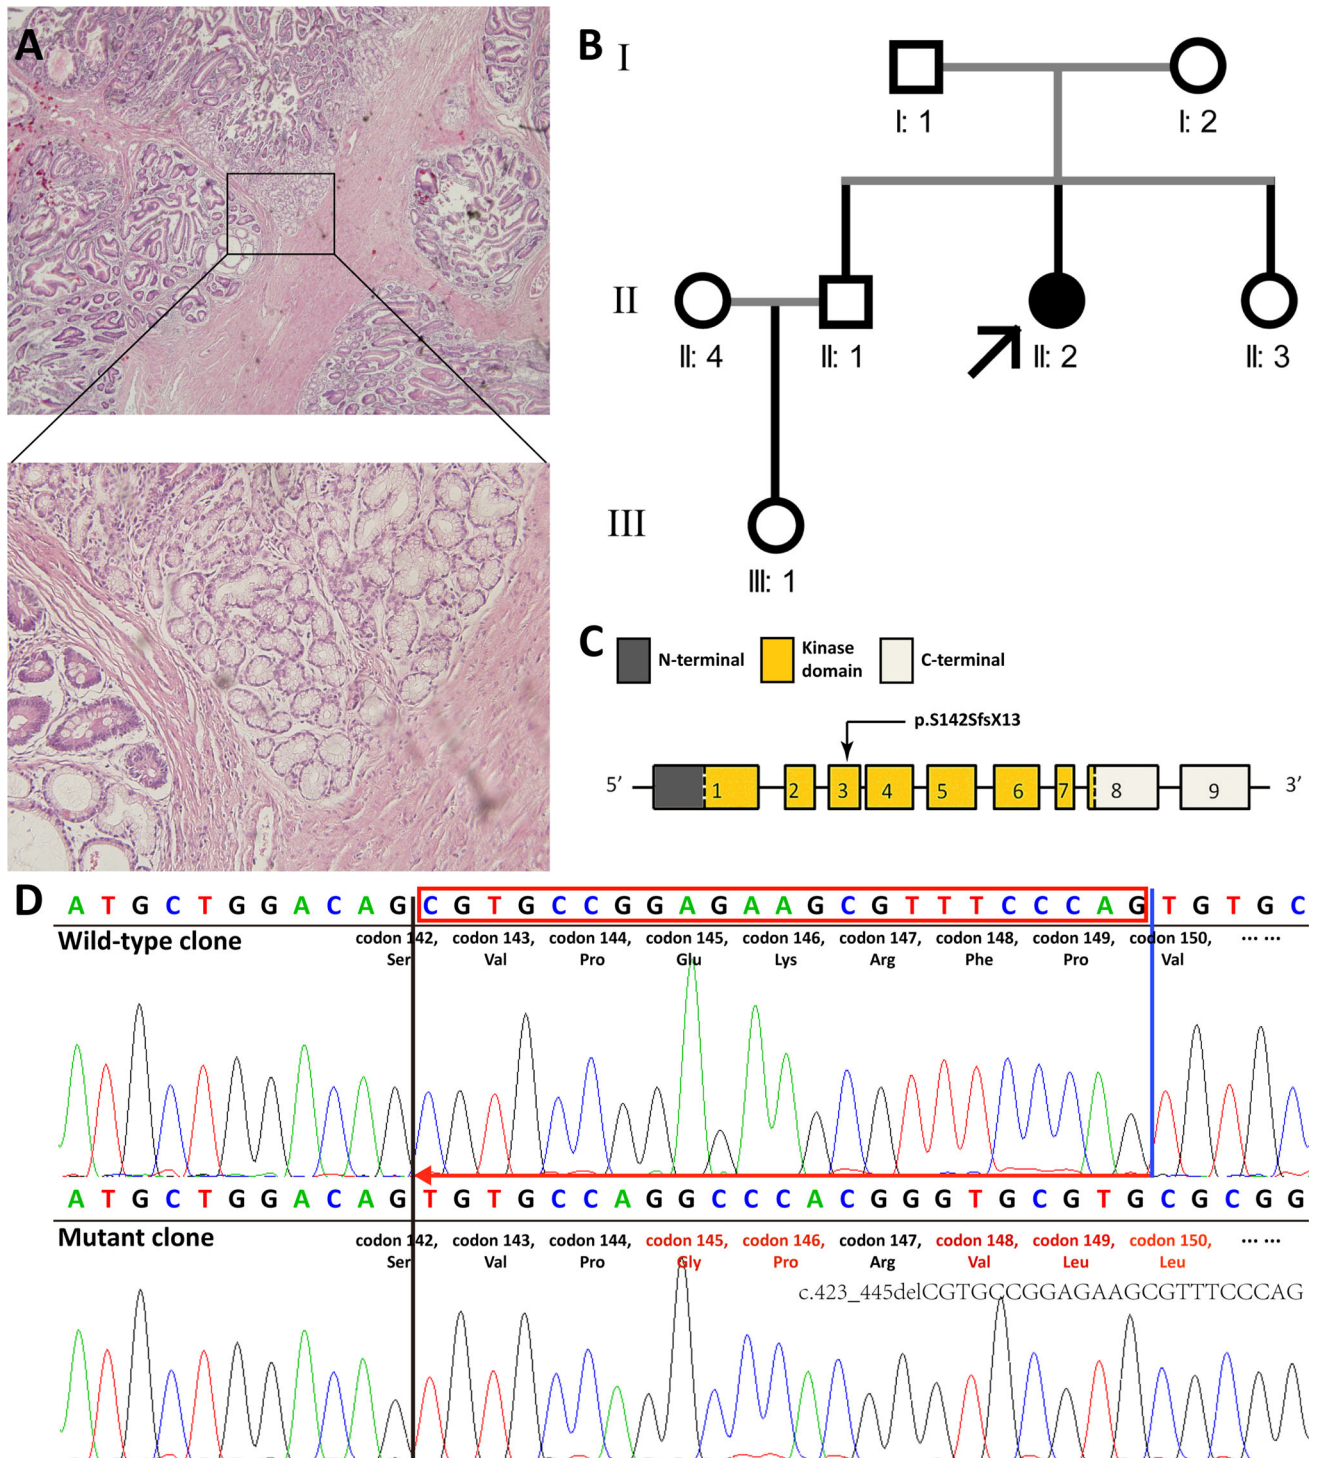 A
B
I
I: 1
I: 2
II
II: 4
II: 1
II: 2
II: 3
III
III: 1
C
N-terminal
Kinase domain
C-terminal
p.S142SfsX13
5′ 1 2 3 4 5 6 7 8 9 3′
D
A T G C T G G A C A G C G T G C C G G A G A A G C G T T T C C C A G T G T G C
Wild-type clone
codon 142, codon 143, codon 144, codon 145, codon 146, codon 147, codon 148, codon 149, codon 150, ... ...
Ser Val Pro Glu Lys Arg Phe Pro Val
A T G C T G G A C A G T G T G C C A G G C C C A C G G G T G C G T G C G C G G
Mutant clone
codon 142, codon 143, codon 144, codon 145, codon 146, codon 147, codon 148, codon 149, codon 150, ... ...
Ser Val Pro Gly Pro Arg Val Leu Leu
c.423_445delCGTGCCGGAGAAGCGTTTCCCAG